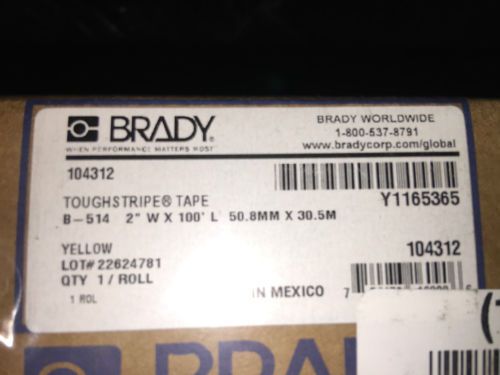 BRADY
WHEN PERFORMANCE MATTERS MOST
BRADY WORLDWIDE
1-800-537-8791
www.bradycorp.com/global
104312
TOUGHSTRIPE® TAPE
Y1165365
B-514 2" W X 100' L 50.8MM X 30.5M
YELLOW
104312
LOT#22624781
QTY 1 / ROLL
1 ROL
IN MEXICO
BRADY